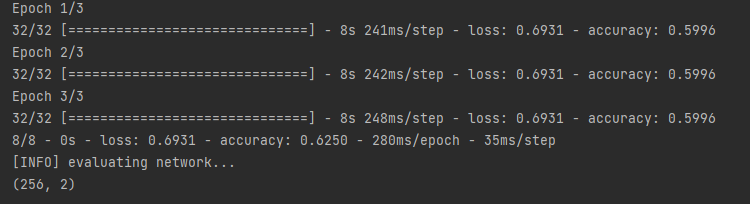 Epoch 1/3
32/32 [==============================] - 8s 241ms/step - loss: 0.6931 - accuracy: 0.5996
Epoch 2/3
32/32 [==============================] - 8s 242ms/step - loss: 0.6931 - accuracy: 0.5996
Epoch 3/3
32/32 [==============================] - 8s 248ms/step - loss: 0.6931 - accuracy: 0.5996
8/8 - 0s - loss: 0.6931 - accuracy: 0.6250 - 280ms/epoch - 35ms/step
[INFO] evaluating network...
(256, 2)